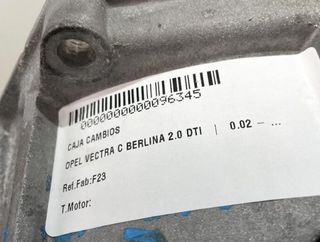 0000000000096345
CAJA CAMBIOS
OPEL VECTRA C BERLINA 2.0 DTI | 0.02 - ...
Ref.Fab:F23
T.Motor: